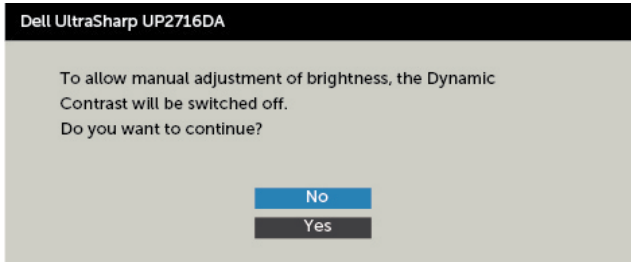 Dell UltraSharp UP2716DA
To allow manual adjustment of brightness, the Dynamic
Contrast will be switched off.
Do you want to continue?
No
Yes